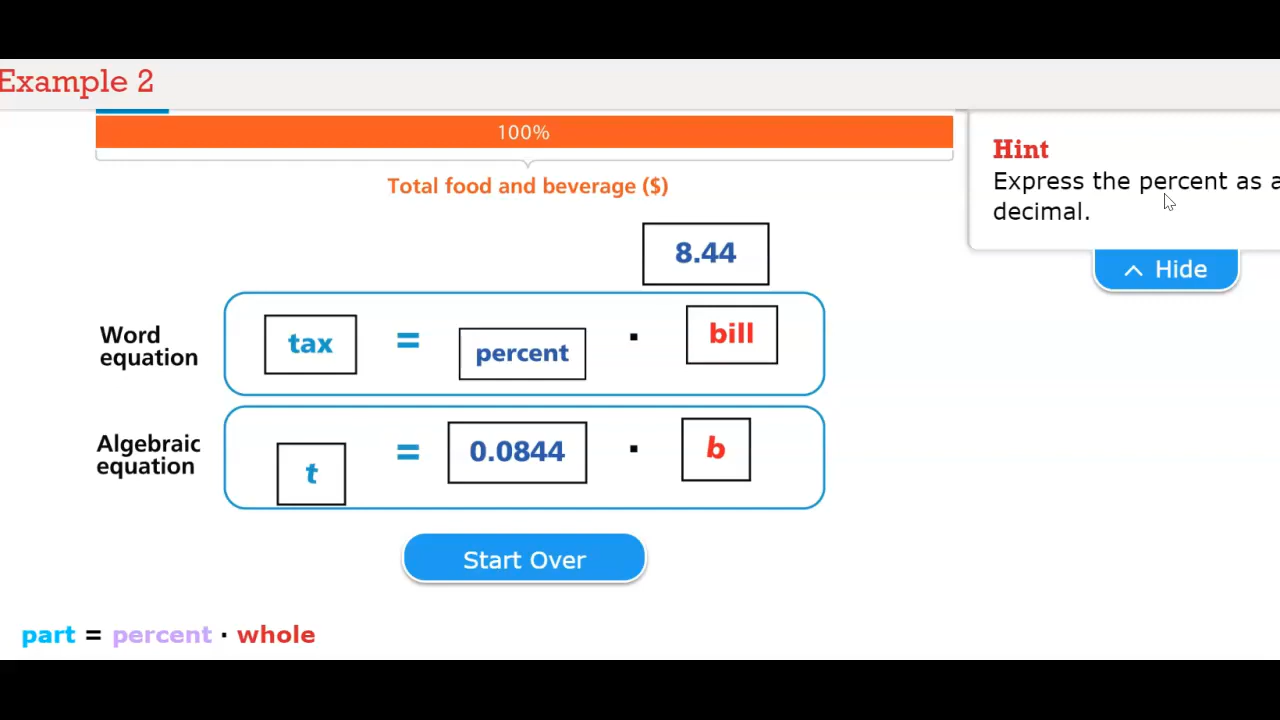 Example 2
100%
Total food and beverage ($)
Hint
Express the percent as a
decimal.
Hide
8.44
Word
equation
tax = percent · bill
Algebraic
equation
t = 0.0844 · b
Start Over
part = percent · whole